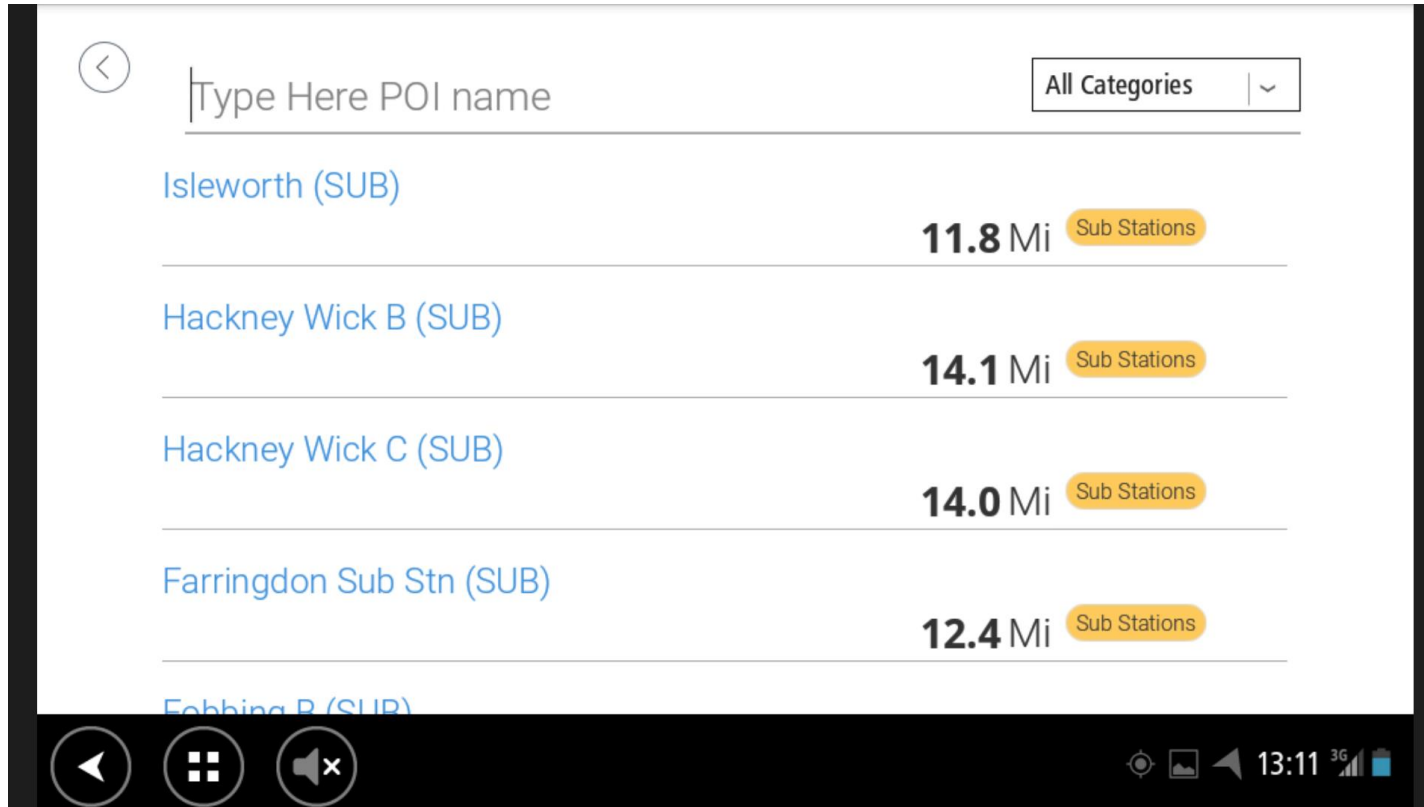 Type Here POI name
All Categories
Isleworth (SUB)
11.8 Mi Sub Stations
Hackney Wick B (SUB)
14.1 Mi Sub Stations
Hackney Wick C (SUB)
14.0 Mi Sub Stations
Farringdon Sub Stn (SUB)
12.4 Mi Sub Stations
Fobbing B (SUB)
13:11 3G